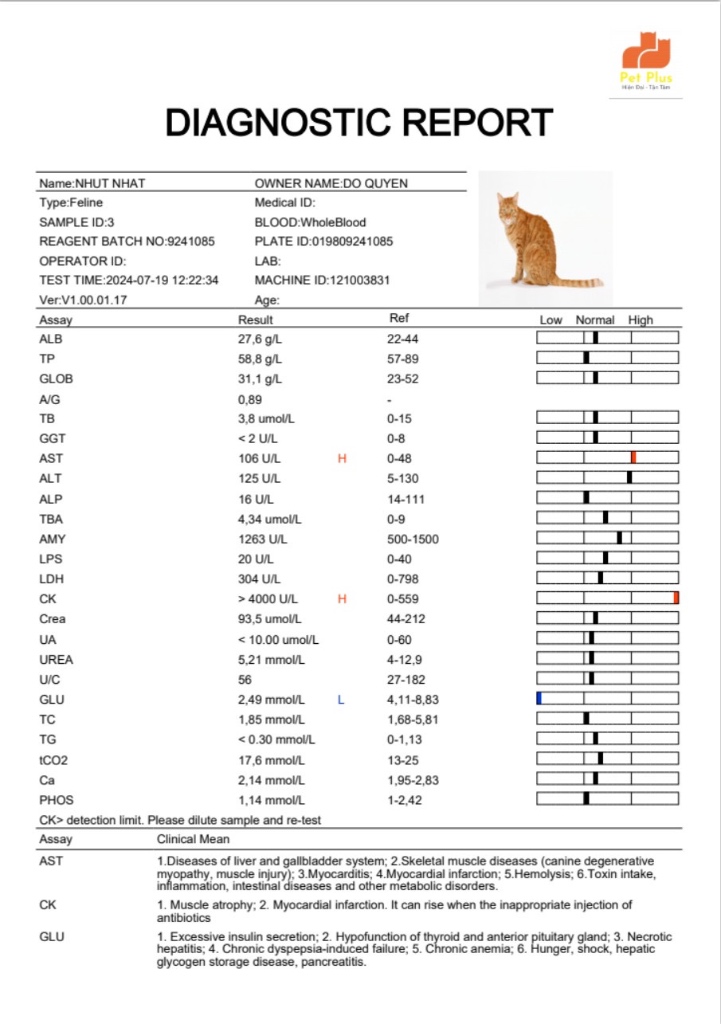 Pet Plus
Hiện Đại - Tận Tâm
DIAGNOSTIC REPORT
Name:NHUT NHAT OWNER NAME:DO QUYEN
Type:Feline Medical ID:
SAMPLE ID:3 BLOOD:WholeBlood
REAGENT BATCH NO:9241085 PLATE ID:019809241085
OPERATOR ID: LAB:
TEST TIME:2024-07-19 12:22:34 MACHINE ID:121003831
Ver:V1.00.01.17 Age:
Assay Result Ref Low Normal High
ALB 27,6 g/L 22-44
TP 58,8 g/L 57-89
GLOB 31,1 g/L 23-52
A/G 0,89 -
TB 3,8 umol/L 0-15
GGT < 2 U/L 0-8
AST 106 U/L H 0-48
ALT 125 U/L 5-130
ALP 16 U/L 14-111
TBA 4,34 umol/L 0-9
AMY 1263 U/L 500-1500
LPS 20 U/L 0-40
LDH 304 U/L 0-798
CK > 4000 U/L H 0-559
Crea 93,5 umol/L 44-212
UA < 10.00 umol/L 0-60
UREA 5,21 mmol/L 4-12,9
U/C 56 27-182
GLU 2,49 mmol/L L 4,11-8,83
TC 1,85 mmol/L 1,68-5,81
TG < 0.30 mmol/L 0-1,13
tCO2 17,6 mmol/L 13-25
Ca 2,14 mmol/L 1,95-2,83
PHOS 1,14 mmol/L 1-2,42
CK> detection limit. Please dilute sample and re-test
Assay Clinical Mean
AST 1.Diseases of liver and gallbladder system; 2.Skeletal muscle diseases (canine degenerative
myopathy, muscle injury); 3.Myocarditis; 4.Myocardial infarction; 5.Hemolysis; 6.Toxin intake,
inflammation, intestinal diseases and other metabolic disorders.
CK 1. Muscle atrophy; 2. Myocardial infarction. It can rise when the inappropriate injection of
antibiotics
GLU 1. Excessive insulin secretion; 2. Hypofunction of thyroid and anterior pituitary gland; 3. Necrotic
hepatitis; 4. Chronic dyspepsia-induced failure; 5. Chronic anemia; 6. Hunger, shock, hepatic
glycogen storage disease, pancreatitis.